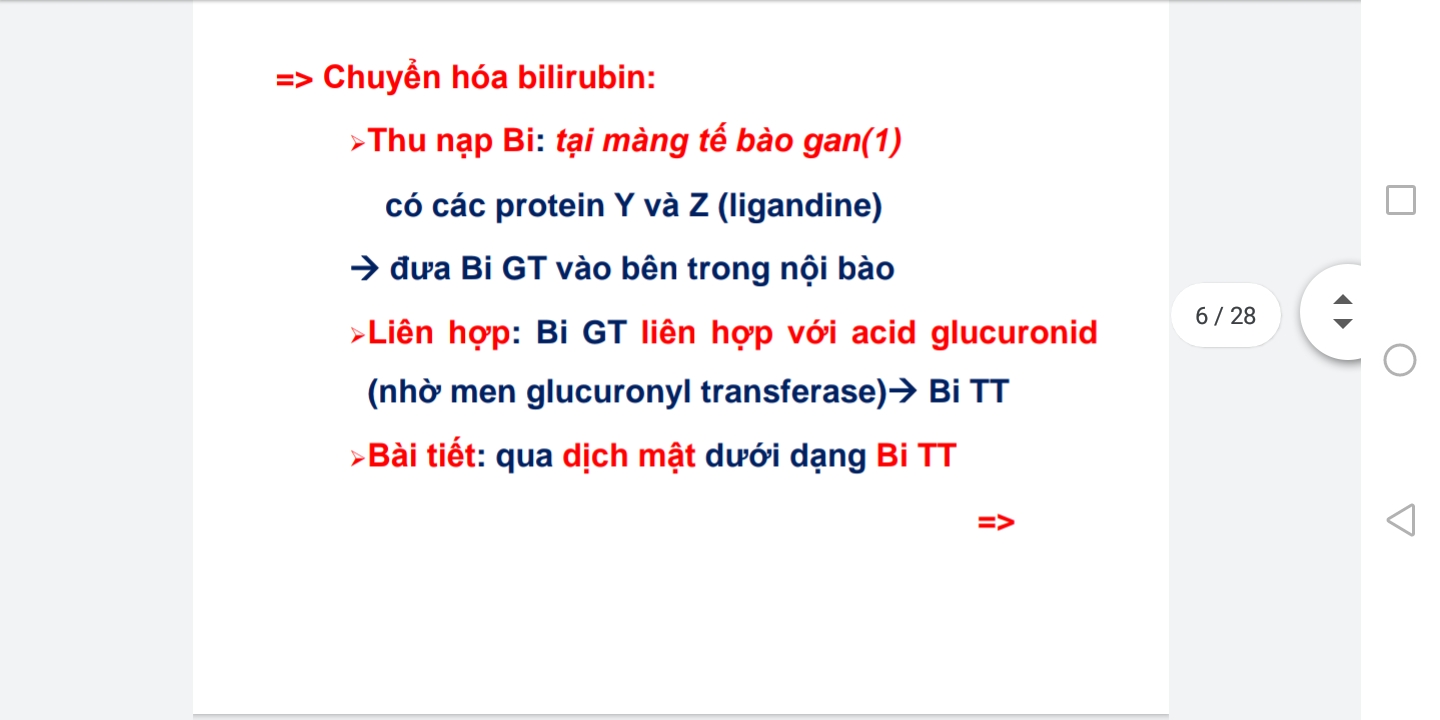 => Chuyển hóa bilirubin:
➢Thu nạp Bi: tại màng tế bào gan(1)
có các protein Y và Z (ligandine)
→ đưa Bi GT vào bên trong nội bào
➢Liên hợp: Bi GT liên hợp với acid glucuronid
(nhờ men glucuronyl transferase)→ Bi TT
➢Bài tiết: qua dịch mật dưới dạng Bi TT
=>
6 / 28